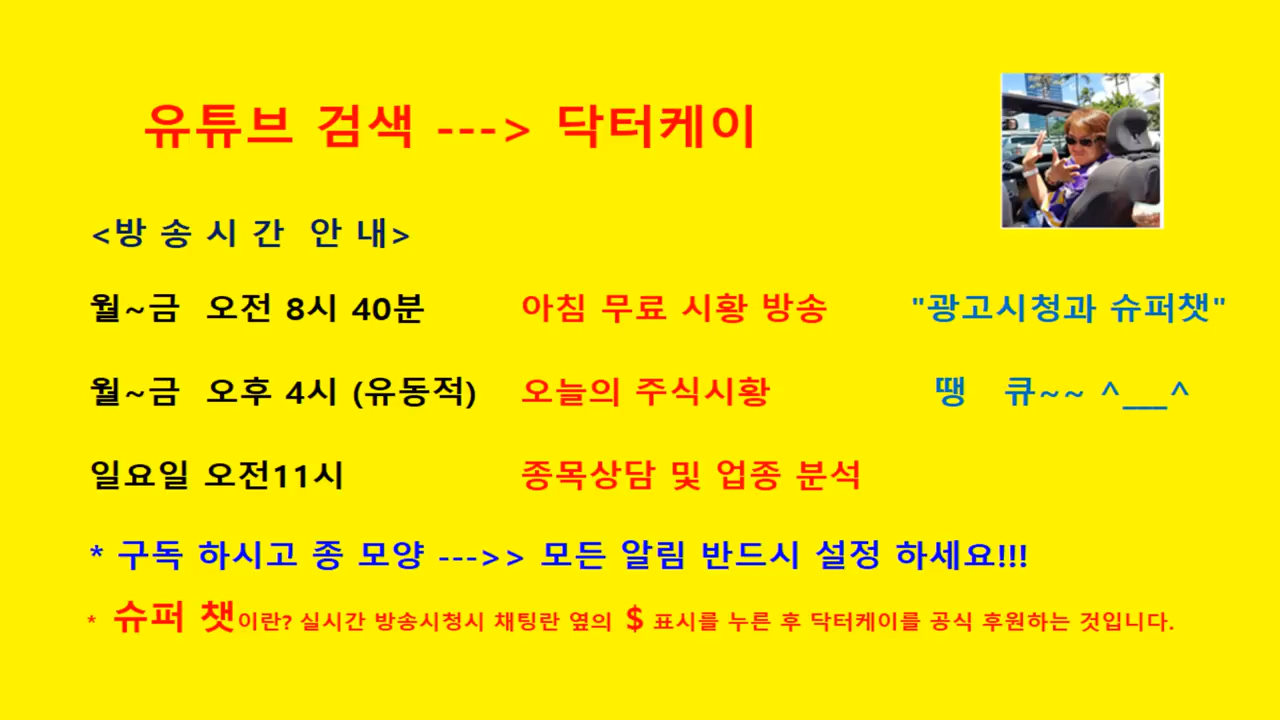 유튜브 검색 ---> 닥터케이
<방 송 시 간 안 내>
월~금 오전 8시 40분 아침 무료 시황 방송 "광고시청과 슈퍼챗"
월~금 오후 4시 (유동적) 오늘의 주식시황 땡 큐~~ ^___^
일요일 오전11시 종목상담 및 업종 분석
* 구독 하시고 종 모양 --->> 모든 알림 반드시 설정 하세요!!!
* 슈퍼 챗이란? 실시간 방송시청시 채팅란 옆의 $ 표시를 누른 후 닥터케이를 공식 후원하는 것입니다.